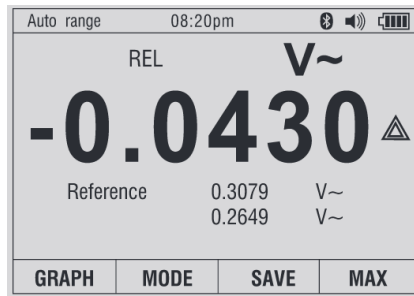 Auto range 08:20pm
REL V~
-0.0430
Reference 0.3079 V~
0.2649 V~
GRAPH MODE SAVE MAX